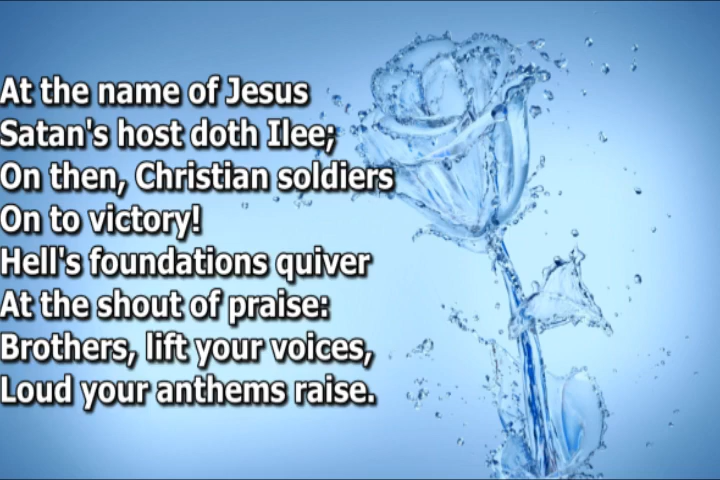 At the name of Jesus
Satan's host doth Ilee;
On then, Christian soldiers
On to victory!
Hell's foundations quiver
At the shout of praise:
Brothers, lift your voices,
Loud your anthems raise.